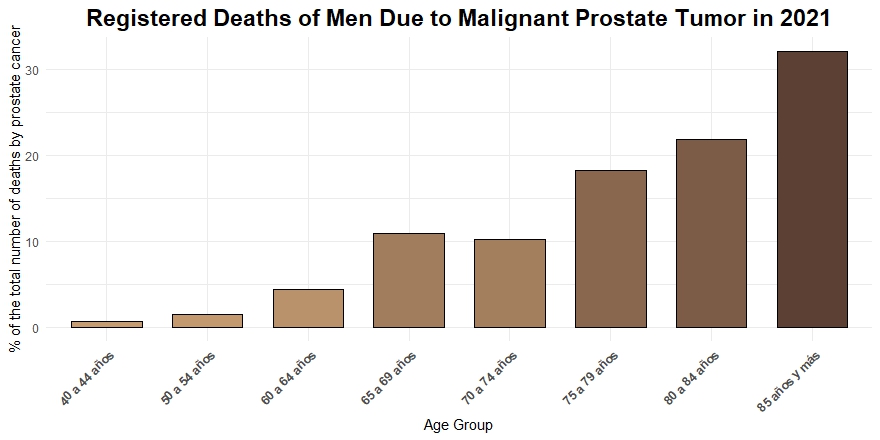 Registered Deaths of Men Due to Malignant Prostate Tumor in 2021
% of the total number of deaths by prostate cancer
30
20
10
0
40 a 44 años
50 a 54 años
60 a 64 años
65 a 69 años
70 a 74 años
75 a 79 años
80 a 84 años
85 años y más
Age Group